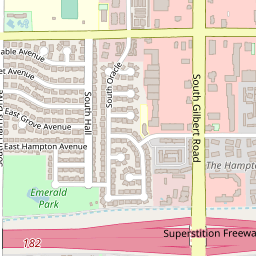 able Avenue
South Oracle
et Avenue
South Hall
East Grove Avenue
South Gilbert Road
East Hampton Avenue
The Hampto
Emerald
Park
Superstition Freewa
182